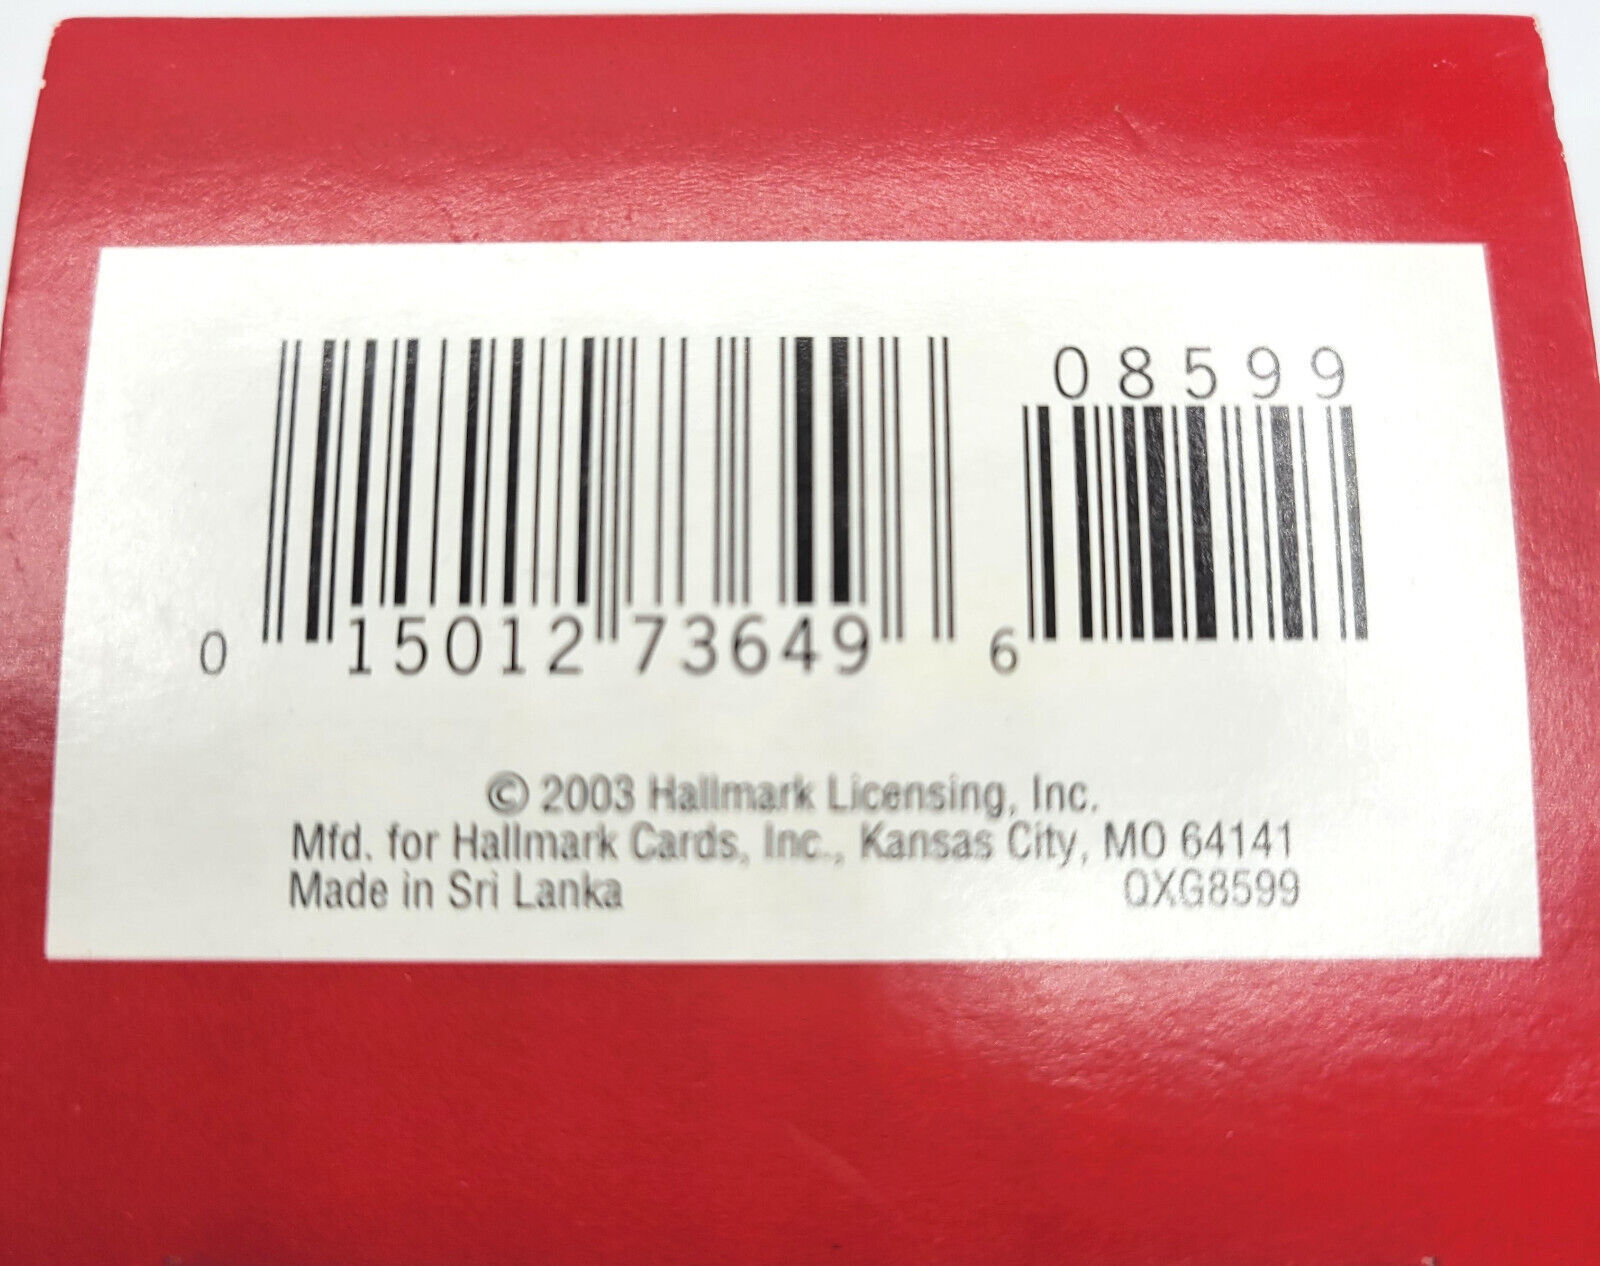 08599
0 15012 73649 6
© 2003 Hallmark Licensing, Inc.
Mfd. for Hallmark Cards, Inc., Kansas City, MO 64141
Made in Sri Lanka QXG8599